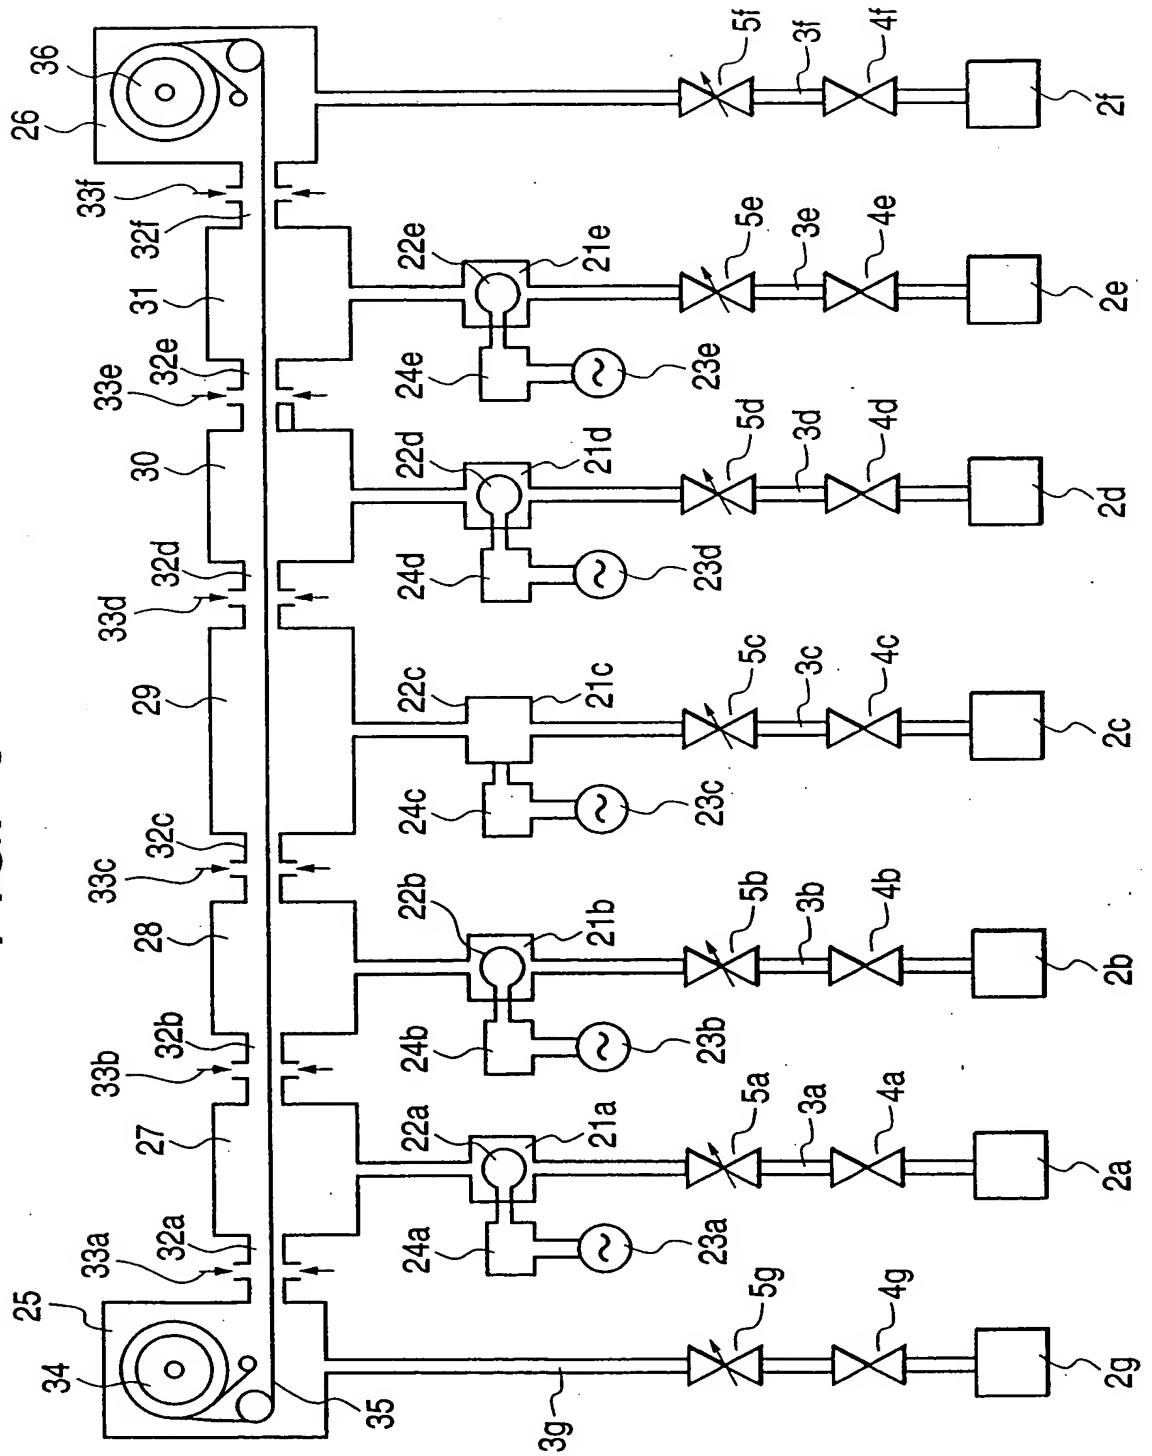 25 26
34 36
33a 33b 33c 33d 33e 33f
27 28 29 30 31
32a 32b 32c 32d 32e 32f
35
22a 22b 22c 22d 22e
24a 24b 24c 24d 24e
21a 21b 21c 21d 21e
23a 23b 23c 23d 23e
3g
5g 5a 5b 5c 5d 5e 5f
3a 3b 3c 3d 3e 3f
4g 4a 4b 4c 4d 4e 4f
2g 2a 2b 2c 2d 2e 2f